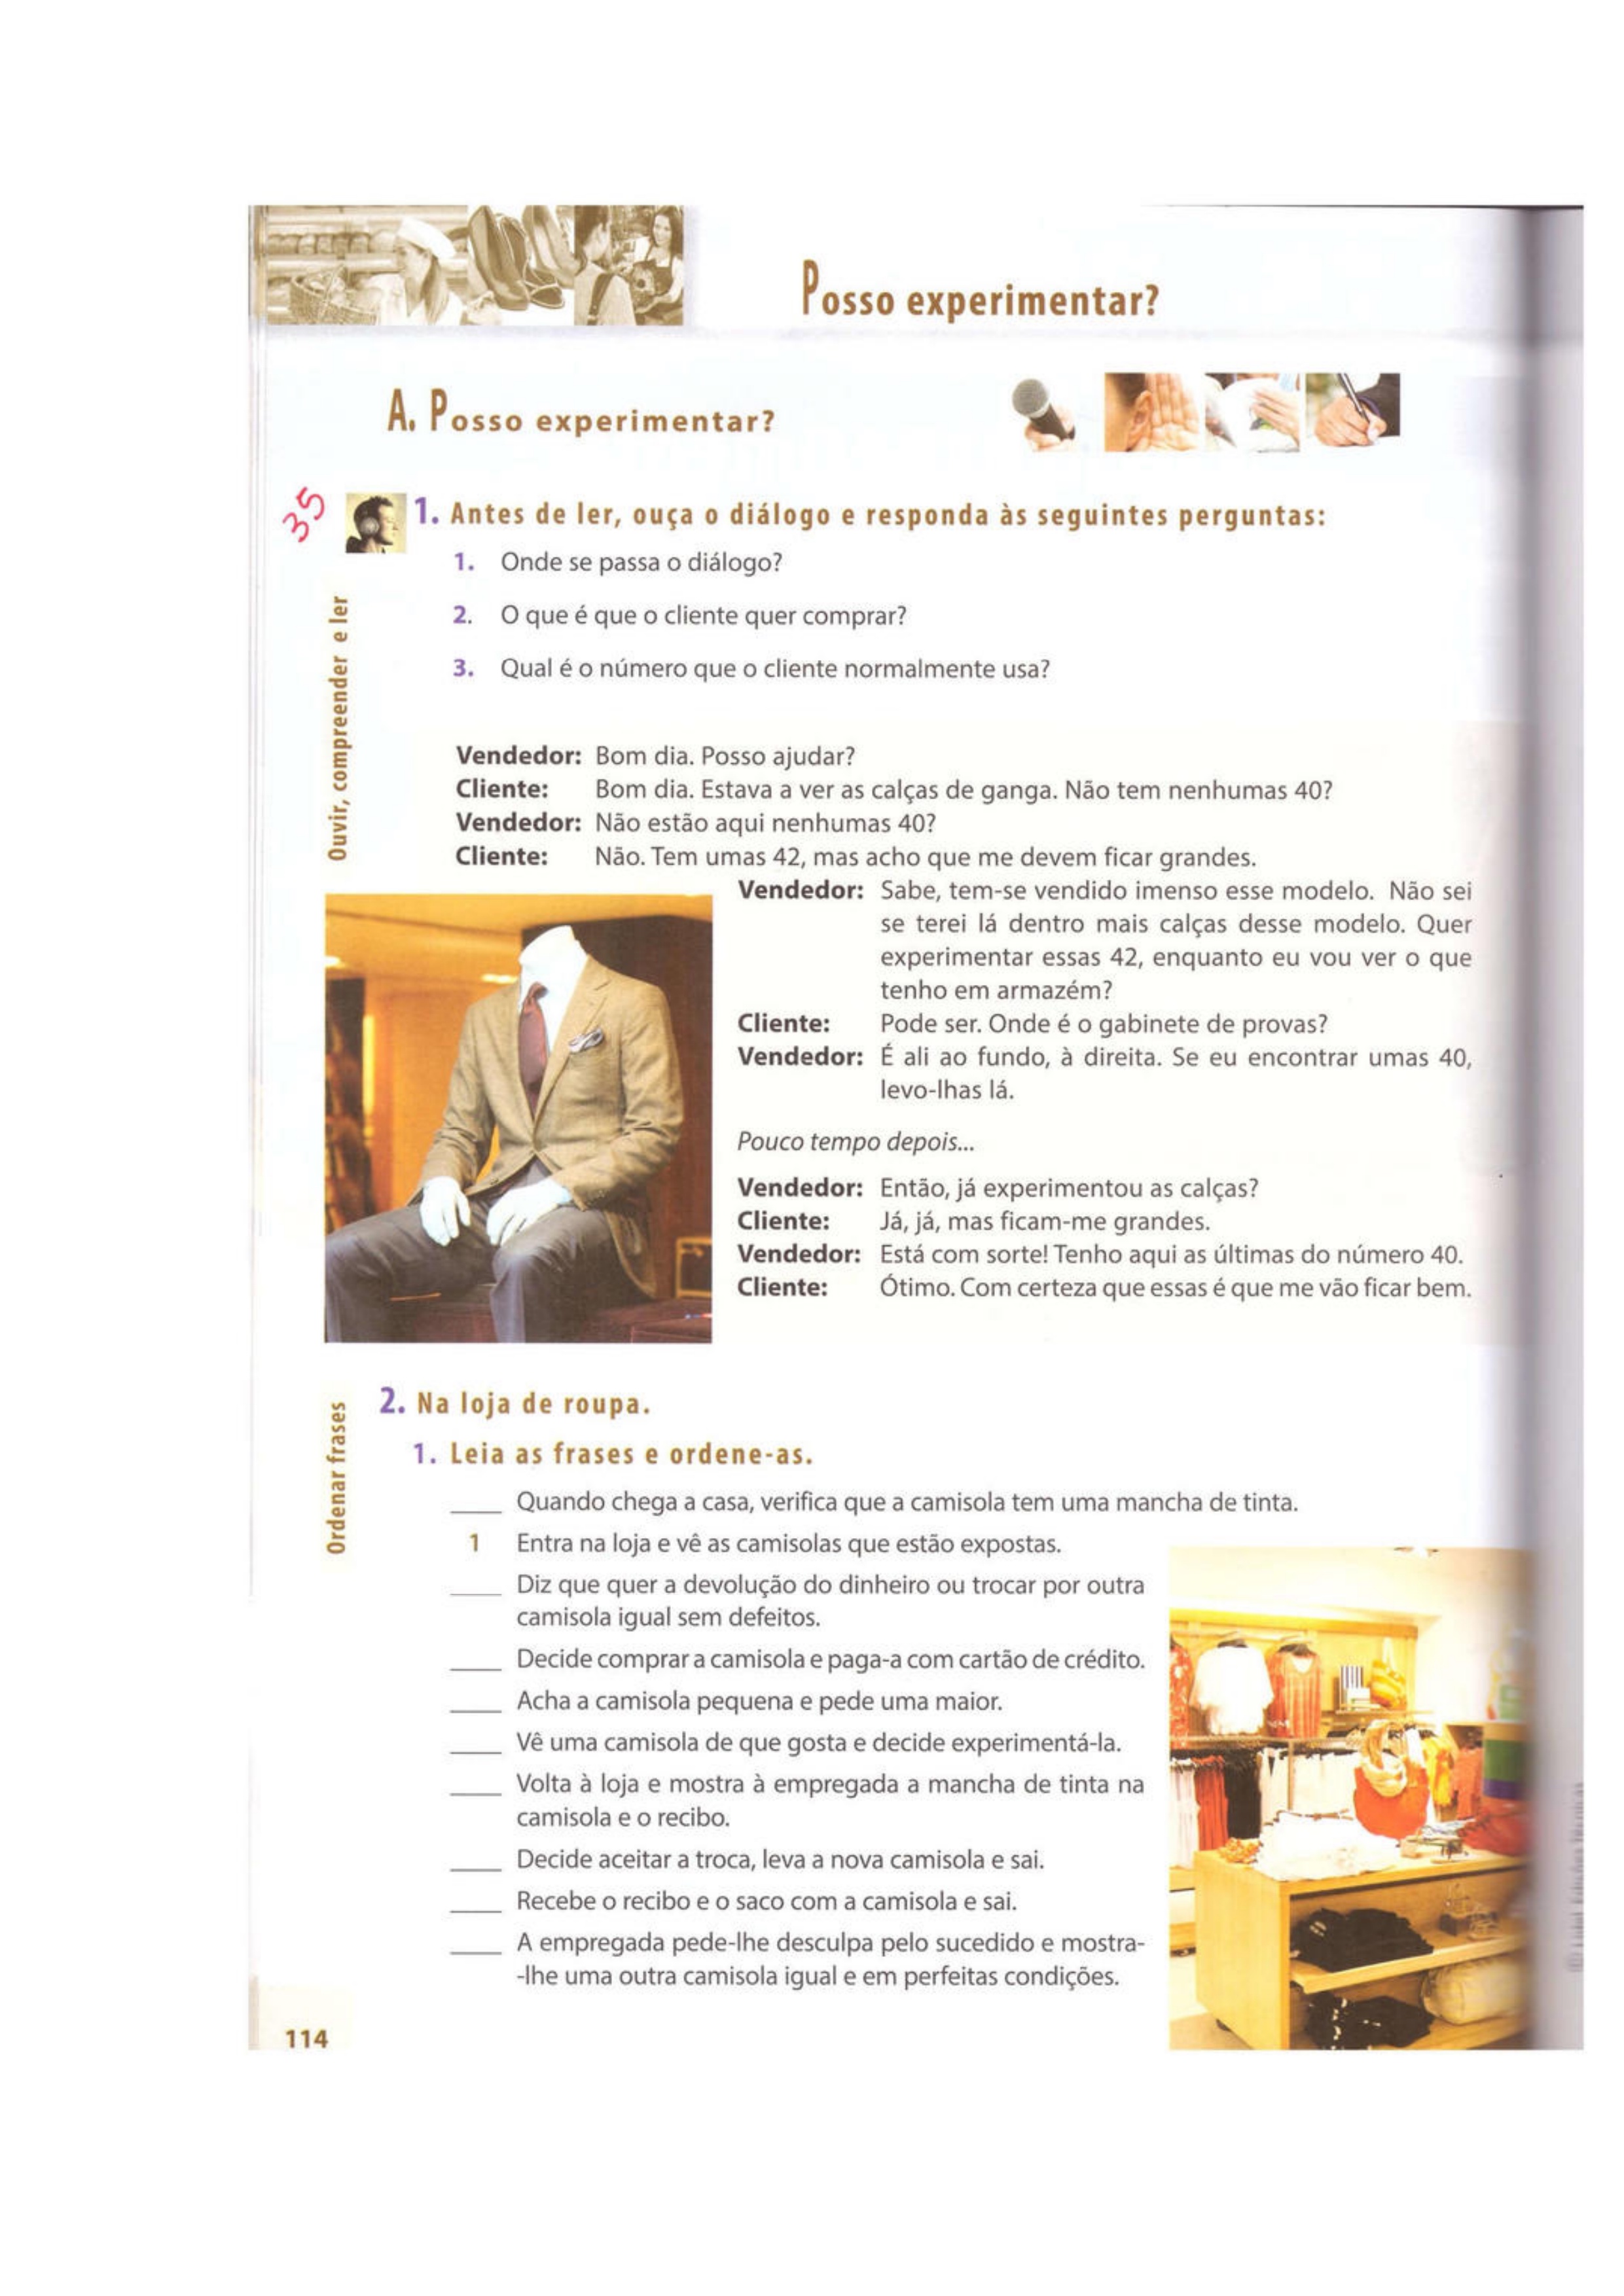 Posso experimentar?
A. Posso experimentar?
35
1. Antes de ler, ouça o diálogo e responda às seguintes perguntas:
1. Onde se passa o diálogo?
2. O que é que o cliente quer comprar?
3. Qual é o número que o cliente normalmente usa?
Ouvir, compreender e ler
Vendedor: Bom dia. Posso ajudar?
Cliente: Bom dia. Estava a ver as calças de ganga. Não tem nenhumas 40?
Vendedor: Não estão aqui nenhumas 40?
Cliente: Não. Tem umas 42, mas acho que me devem ficar grandes.
Vendedor: Sabe, tem-se vendido imenso esse modelo. Não sei
se terei lá dentro mais calças desse modelo. Quer
experimentar essas 42, enquanto eu vou ver o que
tenho em armazém?
Cliente: Pode ser. Onde é o gabinete de provas?
Vendedor: É ali ao fundo, à direita. Se eu encontrar umas 40,
levo-lhas lá.
Pouco tempo depois...
Vendedor: Então, já experimentou as calças?
Cliente: Já, já, mas ficam-me grandes.
Vendedor: Está com sorte! Tenho aqui as últimas do número 40.
Cliente: Ótimo. Com certeza que essas é que me vão ficar bem.
Ordenar frases
2. Na loja de roupa.
1. Leia as frases e ordene-as.
____ Quando chega a casa, verifica que a camisola tem uma mancha de tinta.
1 Entra na loja e vê as camisolas que estão expostas.
____ Diz que quer a devolução do dinheiro ou trocar por outra
camisola igual sem defeitos.
____ Decide comprar a camisola e paga-a com cartão de crédito.
____ Acha a camisola pequena e pede uma maior.
____ Vê uma camisola de que gosta e decide experimentá-la.
____ Volta à loja e mostra à empregada a mancha de tinta na
camisola e o recibo.
____ Decide aceitar a troca, leva a nova camisola e sai.
____ Recebe o recibo e o saco com a camisola e sai.
____ A empregada pede-lhe desculpa pelo sucedido e mostra-
-lhe uma outra camisola igual e em perfeitas condições.
114